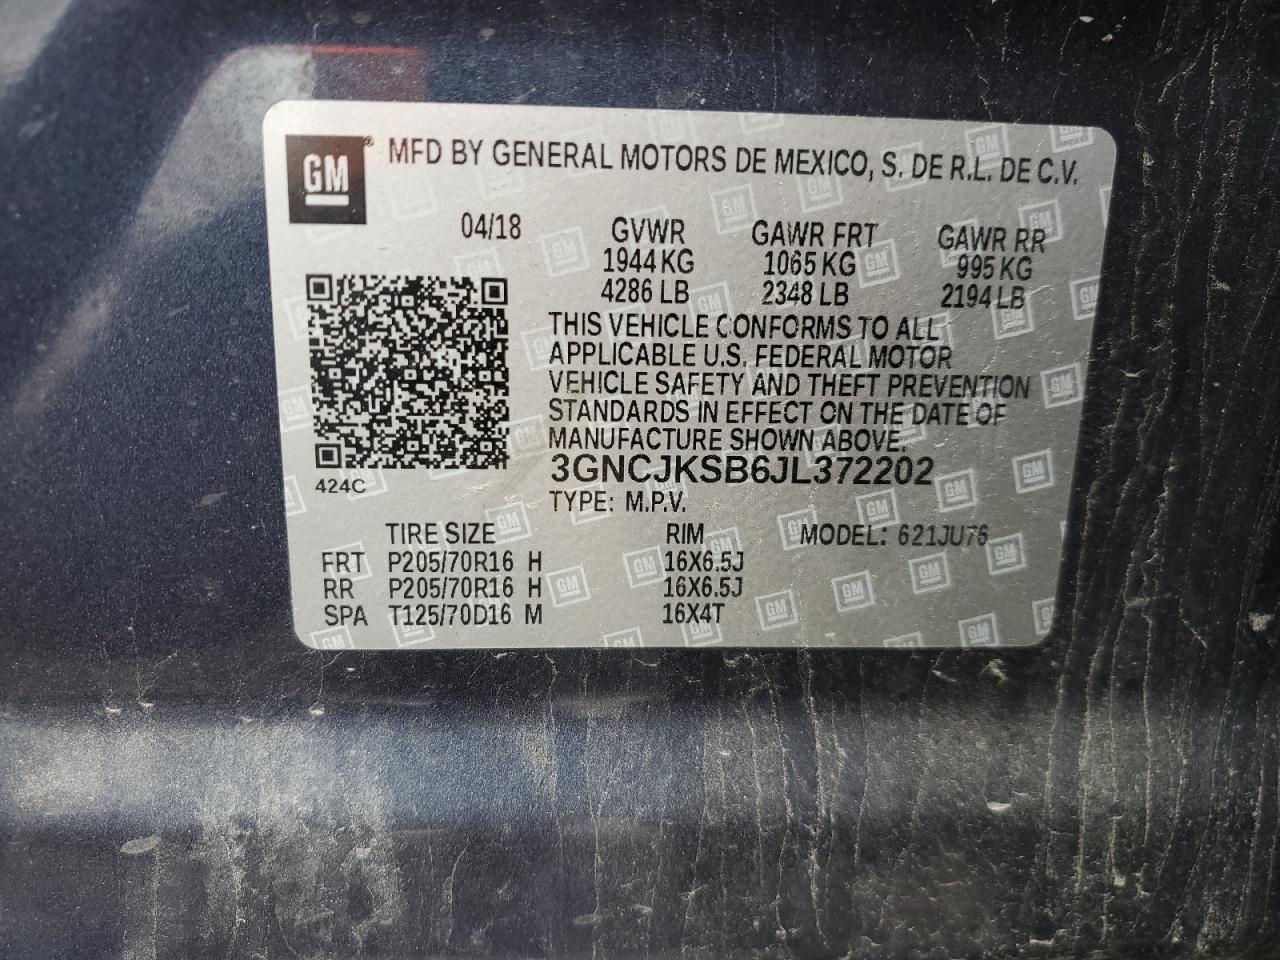 GM® MFD BY GENERAL MOTORS DE MEXICO, S. DE R.L. DE C.V.
04/18 GVWR GAWR FRT GAWR RR
1944 KG 1065 KG 995 KG
4286 LB 2348 LB 2194 LB
THIS VEHICLE CONFORMS TO ALL
APPLICABLE U.S. FEDERAL MOTOR
VEHICLE SAFETY AND THEFT PREVENTION
STANDARDS IN EFFECT ON THE DATE OF
MANUFACTURE SHOWN ABOVE.
3GNCJKSB6JL372202
424C
TYPE: M.P.V.
TIRE SIZE RIM MODEL: 621JU76
FRT P205/70R16 H 16X6.5J
RR P205/70R16 H 16X6.5J
SPA T125/70D16 M 16X4T